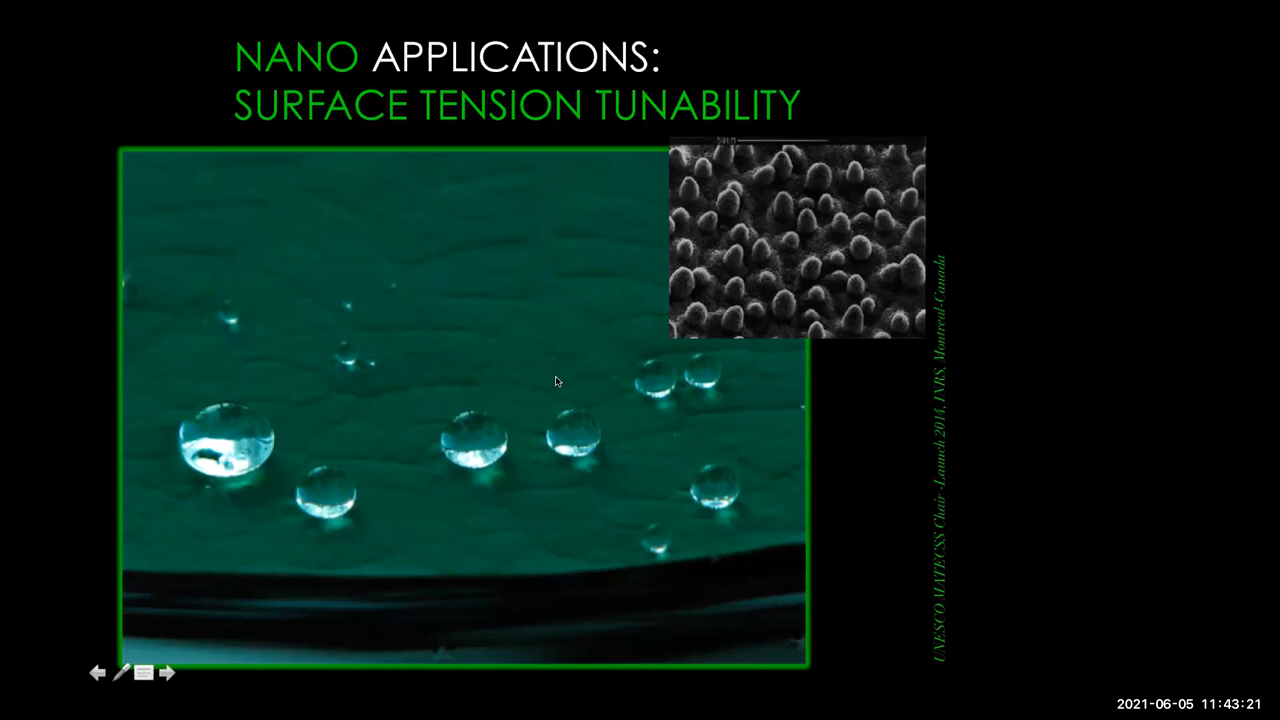 NANO APPLICATIONS:
SURFACE TENSION TUNABILITY
UNESCO MATECSS Chair -Launch 2014, INRS, Montreal-Canada
2021-06-05 11:43:21